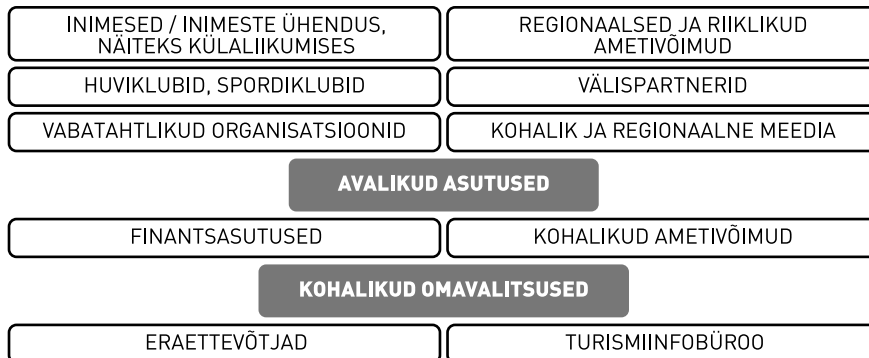 INIMESED / INIMESTE ÜHENDUS,
NÄITEKS KÜLALIIKUMISES
REGIONAALSED JA RIIKLIKUD
AMETIVÕIMUD
HUVIKLUBID, SPORDIKLUBID
VÄLISPARTNERID
VABATAHTLIKUD ORGANISATSIOONID
KOHALIK JA REGIONAALNE MEEDIA
AVALIKUD ASUTUSED
FINANTSASUTUSED
KOHALIKUD AMETIVÕIMUD
KOHALIKUD OMAVALITSUSED
ERAETTEVÕTJAD
TURISMIINFOBÜROO